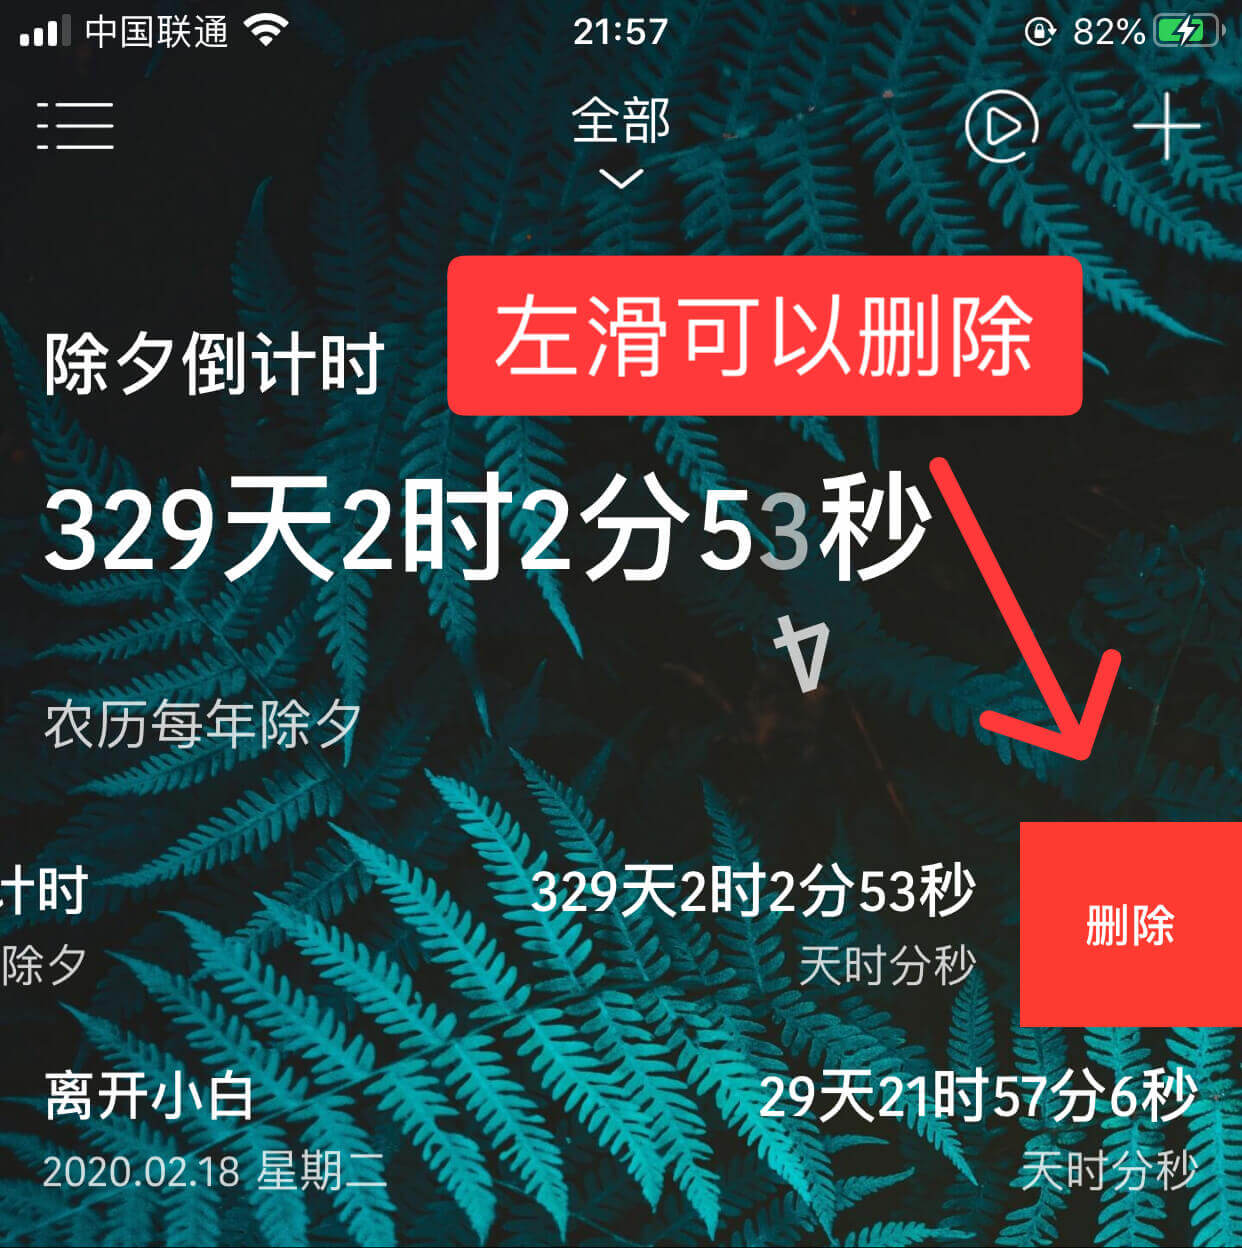 中国联通
21:57
82%
全部
左滑可以删除
除夕倒计时
329天2时2分53秒
4
农历每年除夕
计时
329天2时2分53秒
除夕
天时分秒
删除
离开小白
29天21时57分6秒
2020.02.18 星期二
天时分秒